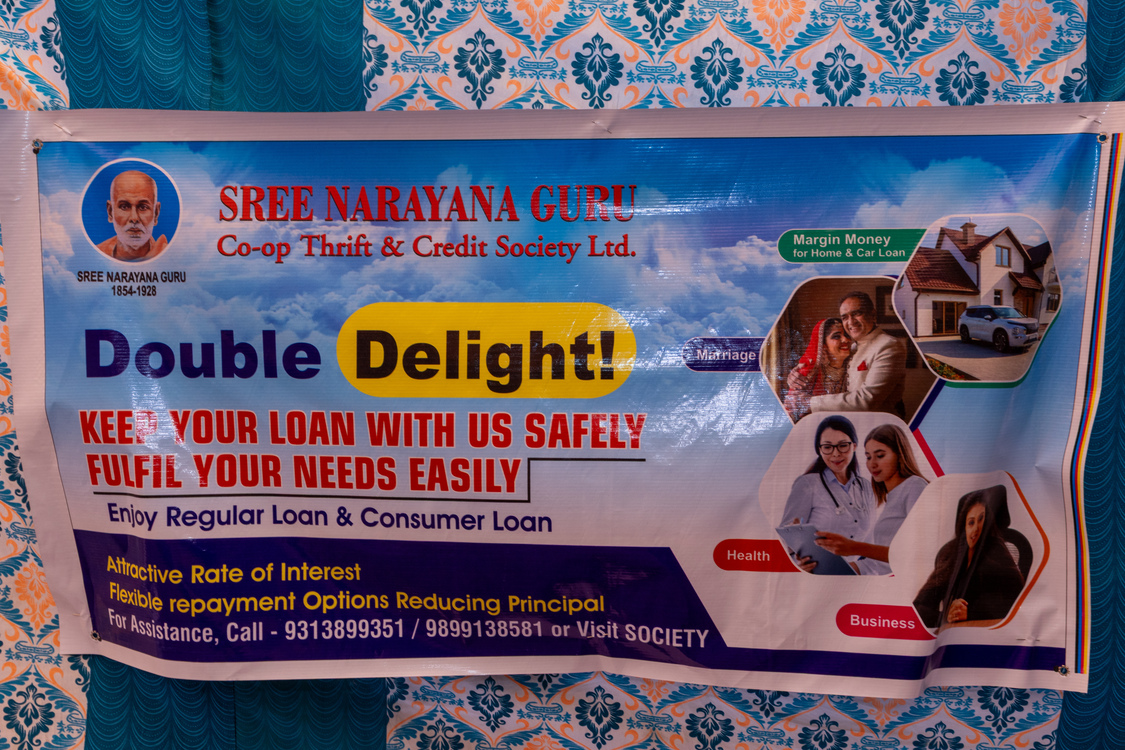 SREE NARAYANA GURU
Co-op Thrift & Credit Society Ltd.
SREE NARAYANA GURU
1854-1928
Double Delight!
KEEP YOUR LOAN WITH US SAFELY
FULFIL YOUR NEEDS EASILY
Enjoy Regular Loan & Consumer Loan
Attractive Rate of Interest
Flexible repayment Options Reducing Principal
For Assistance, Call - 9313899351 / 9899138581 or Visit SOCIETY
Margin Money
for Home & Car Loan
Marriage
Health
Business